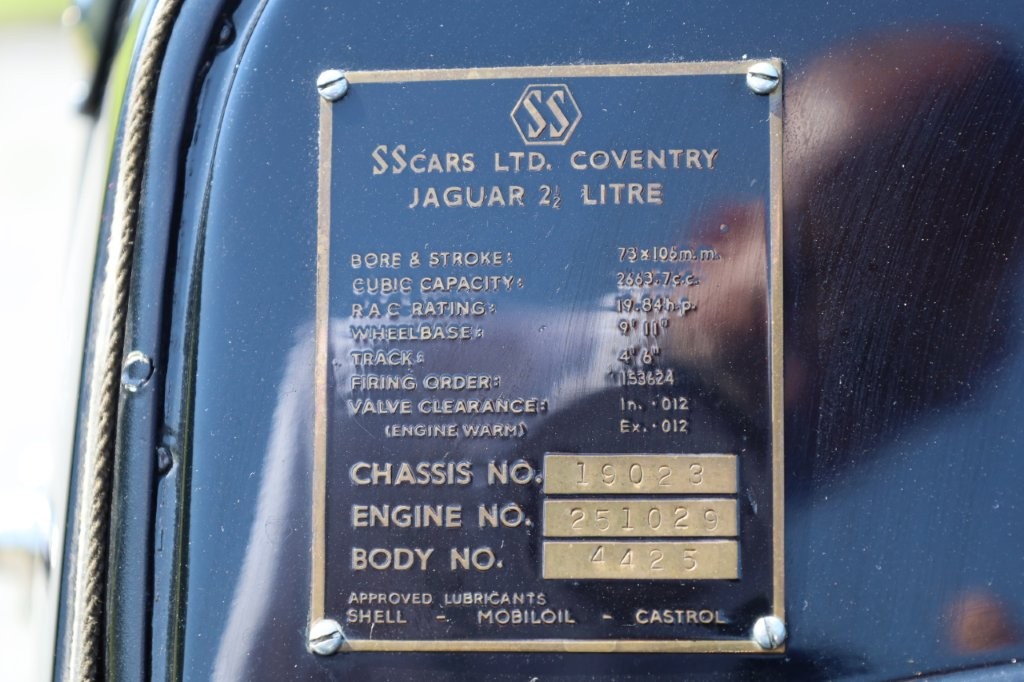 SS
SS CARS LTD. COVENTRY
JAGUAR 2½ LITRE
BORE & STROKE: 73×106m.m.
CUBIC CAPACITY: 2663.7c.c.
R.A.C RATING: 19.84h.p.
WHEELBASE: 9' 11"
TRACK: 4' 6"
FIRING ORDER: 153624
VALVE CLEARANCE: In. ·012
(ENGINE WARM) Ex. ·012
CHASSIS NO. 19023
ENGINE NO. 251029
BODY NO. 4425
APPROVED LUBRICANTS
SHELL - MOBILOIL - CASTROL